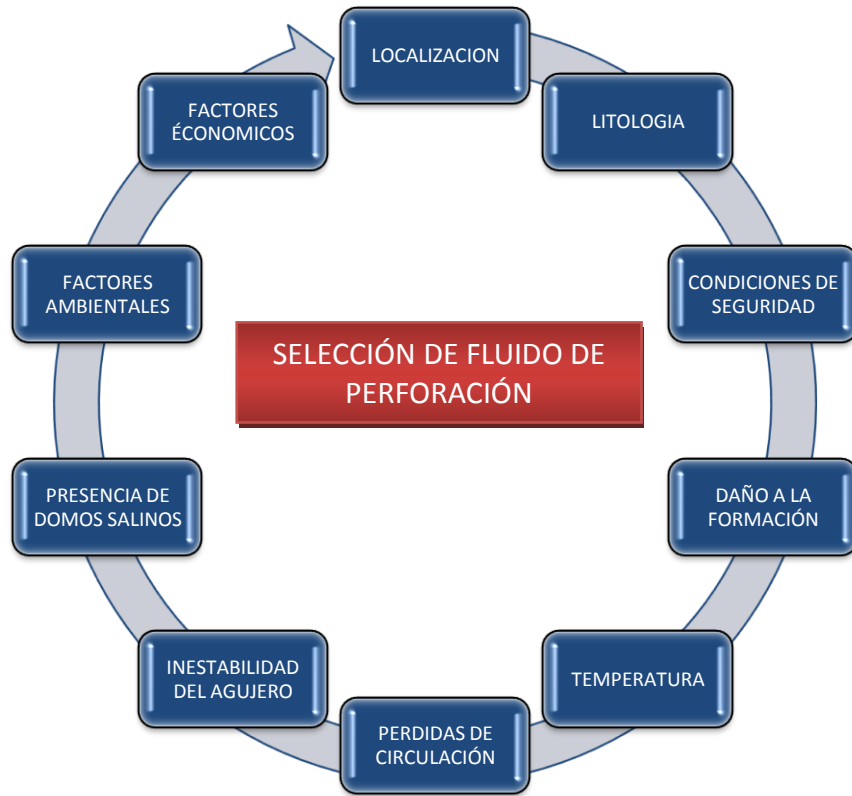 LOCALIZACION
LITOLOGIA
CONDICIONES DE
SEGURIDAD
DAÑO A LA
FORMACIÓN
TEMPERATURA
PERDIDAS DE
CIRCULACIÓN
INESTABILIDAD
DEL AGUJERO
PRESENCIA DE
DOMOS SALINOS
FACTORES
AMBIENTALES
FACTORES
ÉCONOMICOS
SELECCIÓN DE FLUIDO DE
PERFORACIÓN